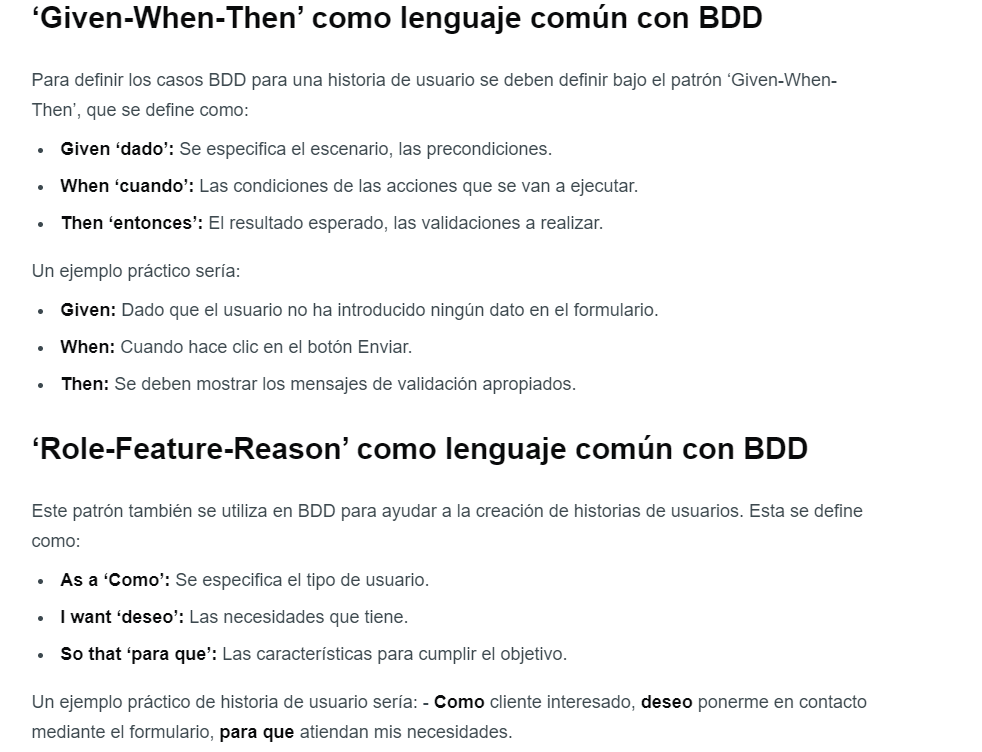 ‘Given-When-Then’ como lenguaje común con BDD
Para definir los casos BDD para una historia de usuario se deben definir bajo el patrón ‘Given-When-
Then’, que se define como:
• Given ‘dado’: Se especifica el escenario, las precondiciones.
• When ‘cuando’: Las condiciones de las acciones que se van a ejecutar.
• Then ‘entonces’: El resultado esperado, las validaciones a realizar.
Un ejemplo práctico sería:
• Given: Dado que el usuario no ha introducido ningún dato en el formulario.
• When: Cuando hace clic en el botón Enviar.
• Then: Se deben mostrar los mensajes de validación apropiados.
‘Role-Feature-Reason’ como lenguaje común con BDD
Este patrón también se utiliza en BDD para ayudar a la creación de historias de usuarios. Esta se define
como:
• As a ‘Como’: Se especifica el tipo de usuario.
• I want ‘deseo’: Las necesidades que tiene.
• So that ‘para que’: Las características para cumplir el objetivo.
Un ejemplo práctico de historia de usuario sería: - Como cliente interesado, deseo ponerme en contacto
mediante el formulario, para que atiendan mis necesidades.